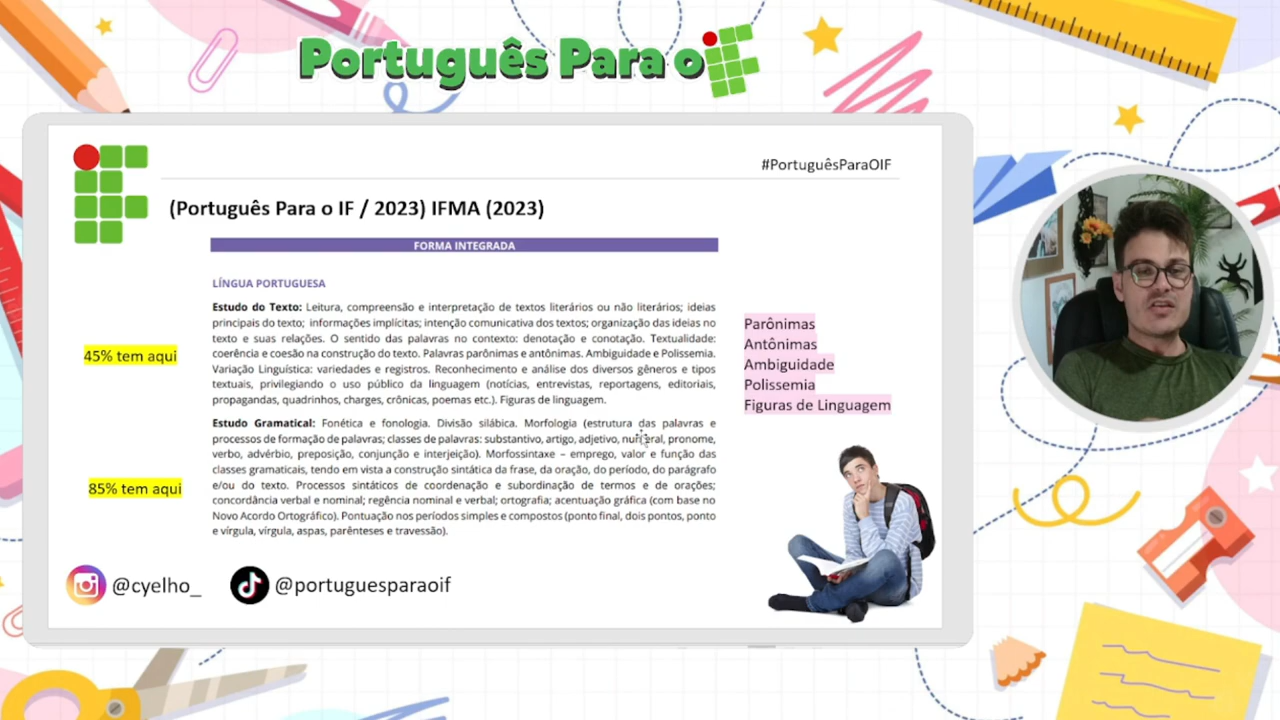 Português Para o
#PortuguêsParaOIF
(Português Para o IF / 2023) IFMA (2023)
FORMA INTEGRADA
LÍNGUA PORTUGUESA
Estudo do Texto: Leitura, compreensão e interpretação de textos literários ou não literários; ideias
principais do texto; informações implícitas; intenção comunicativa dos textos; organização das ideias no
texto e suas relações. O sentido das palavras no contexto: denotação e conotação. Textualidade:
coerência e coesão na construção do texto. Palavras parônimas e antônimas. Ambiguidade e Polissemia.
Variação Linguística: variedades e registros. Reconhecimento e análise dos diversos gêneros e tipos
textuais, privilegiando o uso público da linguagem (notícias, entrevistas, reportagens, editoriais,
propagandas, quadrinhos, charges, crônicas, poemas etc.). Figuras de linguagem.
45% tem aqui
Parônimas
Antônimas
Ambiguidade
Polissemia
Figuras de Linguagem
Estudo Gramatical: Fonética e fonologia. Divisão silábica. Morfologia (estrutura das palavras e
processos de formação de palavras; classes de palavras: substantivo, artigo, adjetivo, numeral, pronome,
verbo, advérbio, preposição, conjunção e interjeição). Morfossintaxe – emprego, valor e função das
classes gramaticais, tendo em vista a construção sintática da frase, da oração, do período, do parágrafo
e/ou do texto. Processos sintáticos de coordenação e subordinação de termos e de orações;
concordância verbal e nominal; regência nominal e verbal; ortografia; acentuação gráfica (com base no
Novo Acordo Ortográfico). Pontuação nos períodos simples e compostos (ponto final, dois pontos, ponto
e vírgula, vírgula, aspas, parênteses e travessão).
85% tem aqui
@cyelho_
@portuguesparaoif